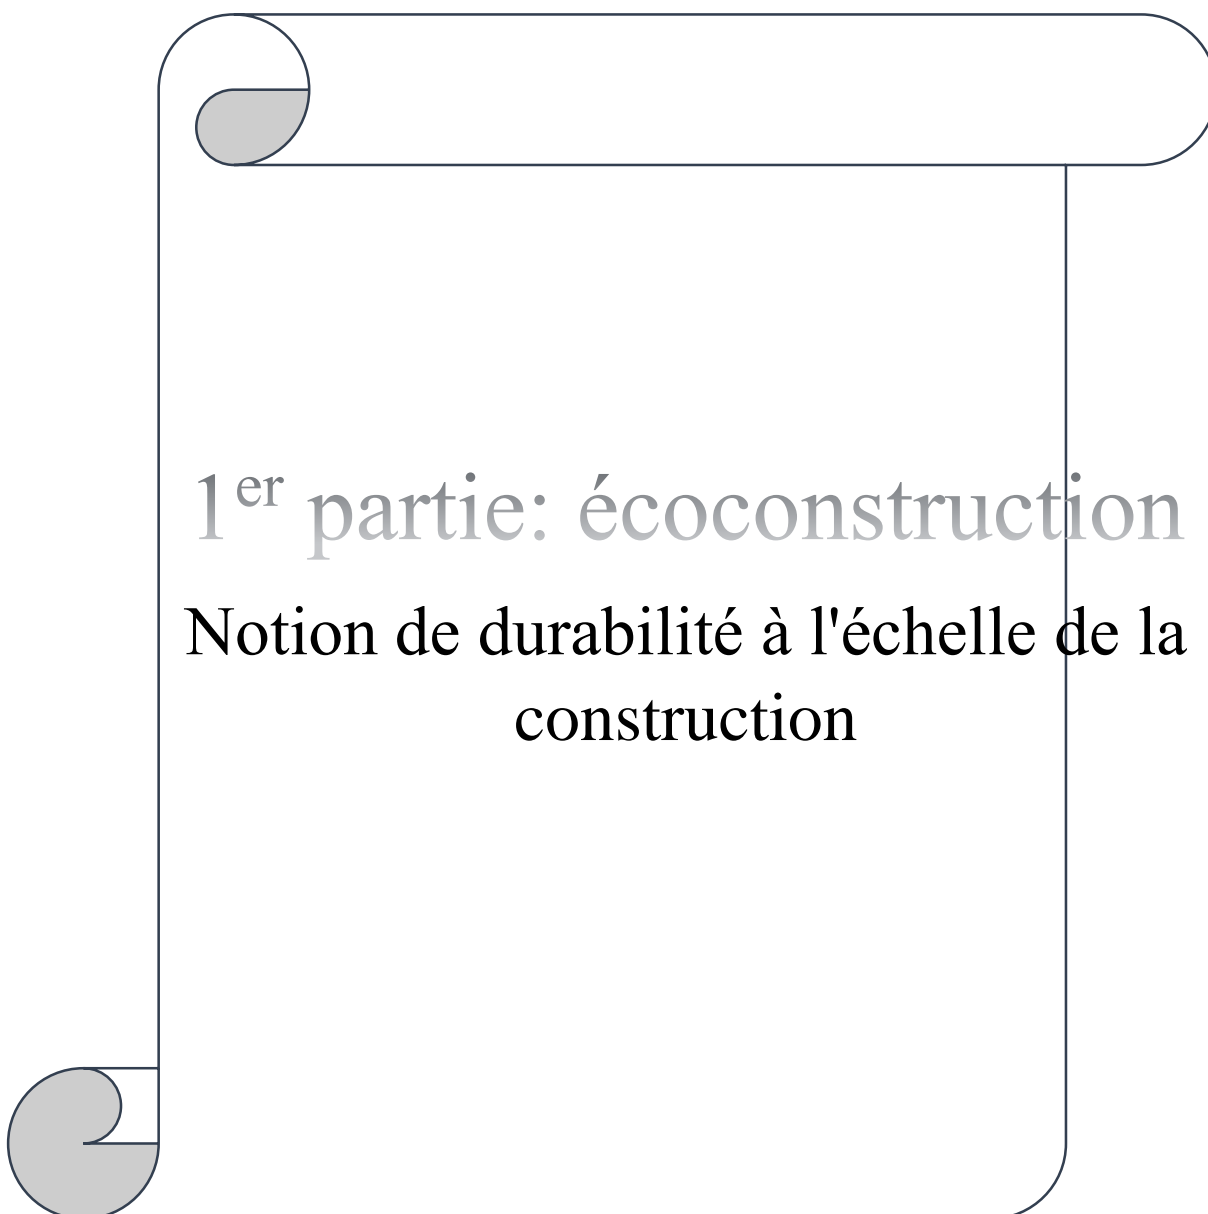 1er partie: écoconstruction
Notion de durabilité à l'échelle de la
construction